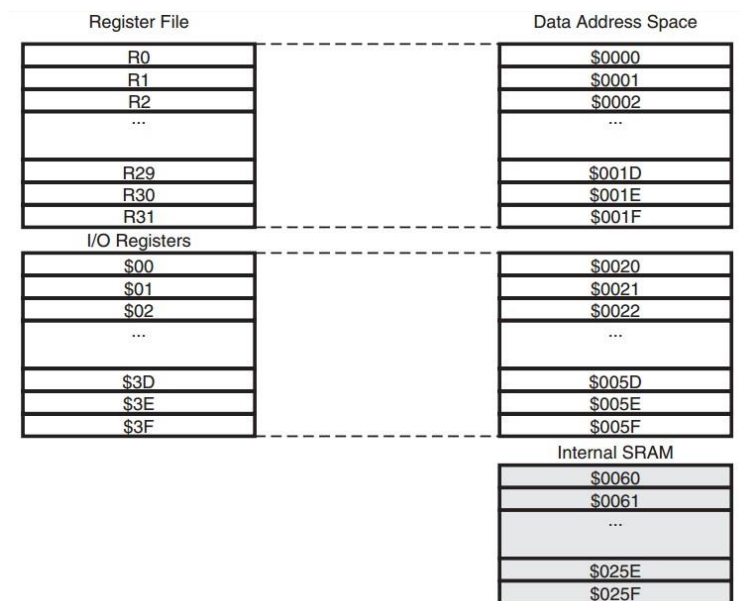 Register File Data Address Space
R0 $0000
R1 $0001
R2 $0002
... ...
R29 $001D
R30 $001E
R31 $001F
I/O Registers
$00 $0020
$01 $0021
$02 $0022
... ...
$3D $005D
$3E $005E
$3F $005F
Internal SRAM
$0060
$0061
...
$025E
$025F